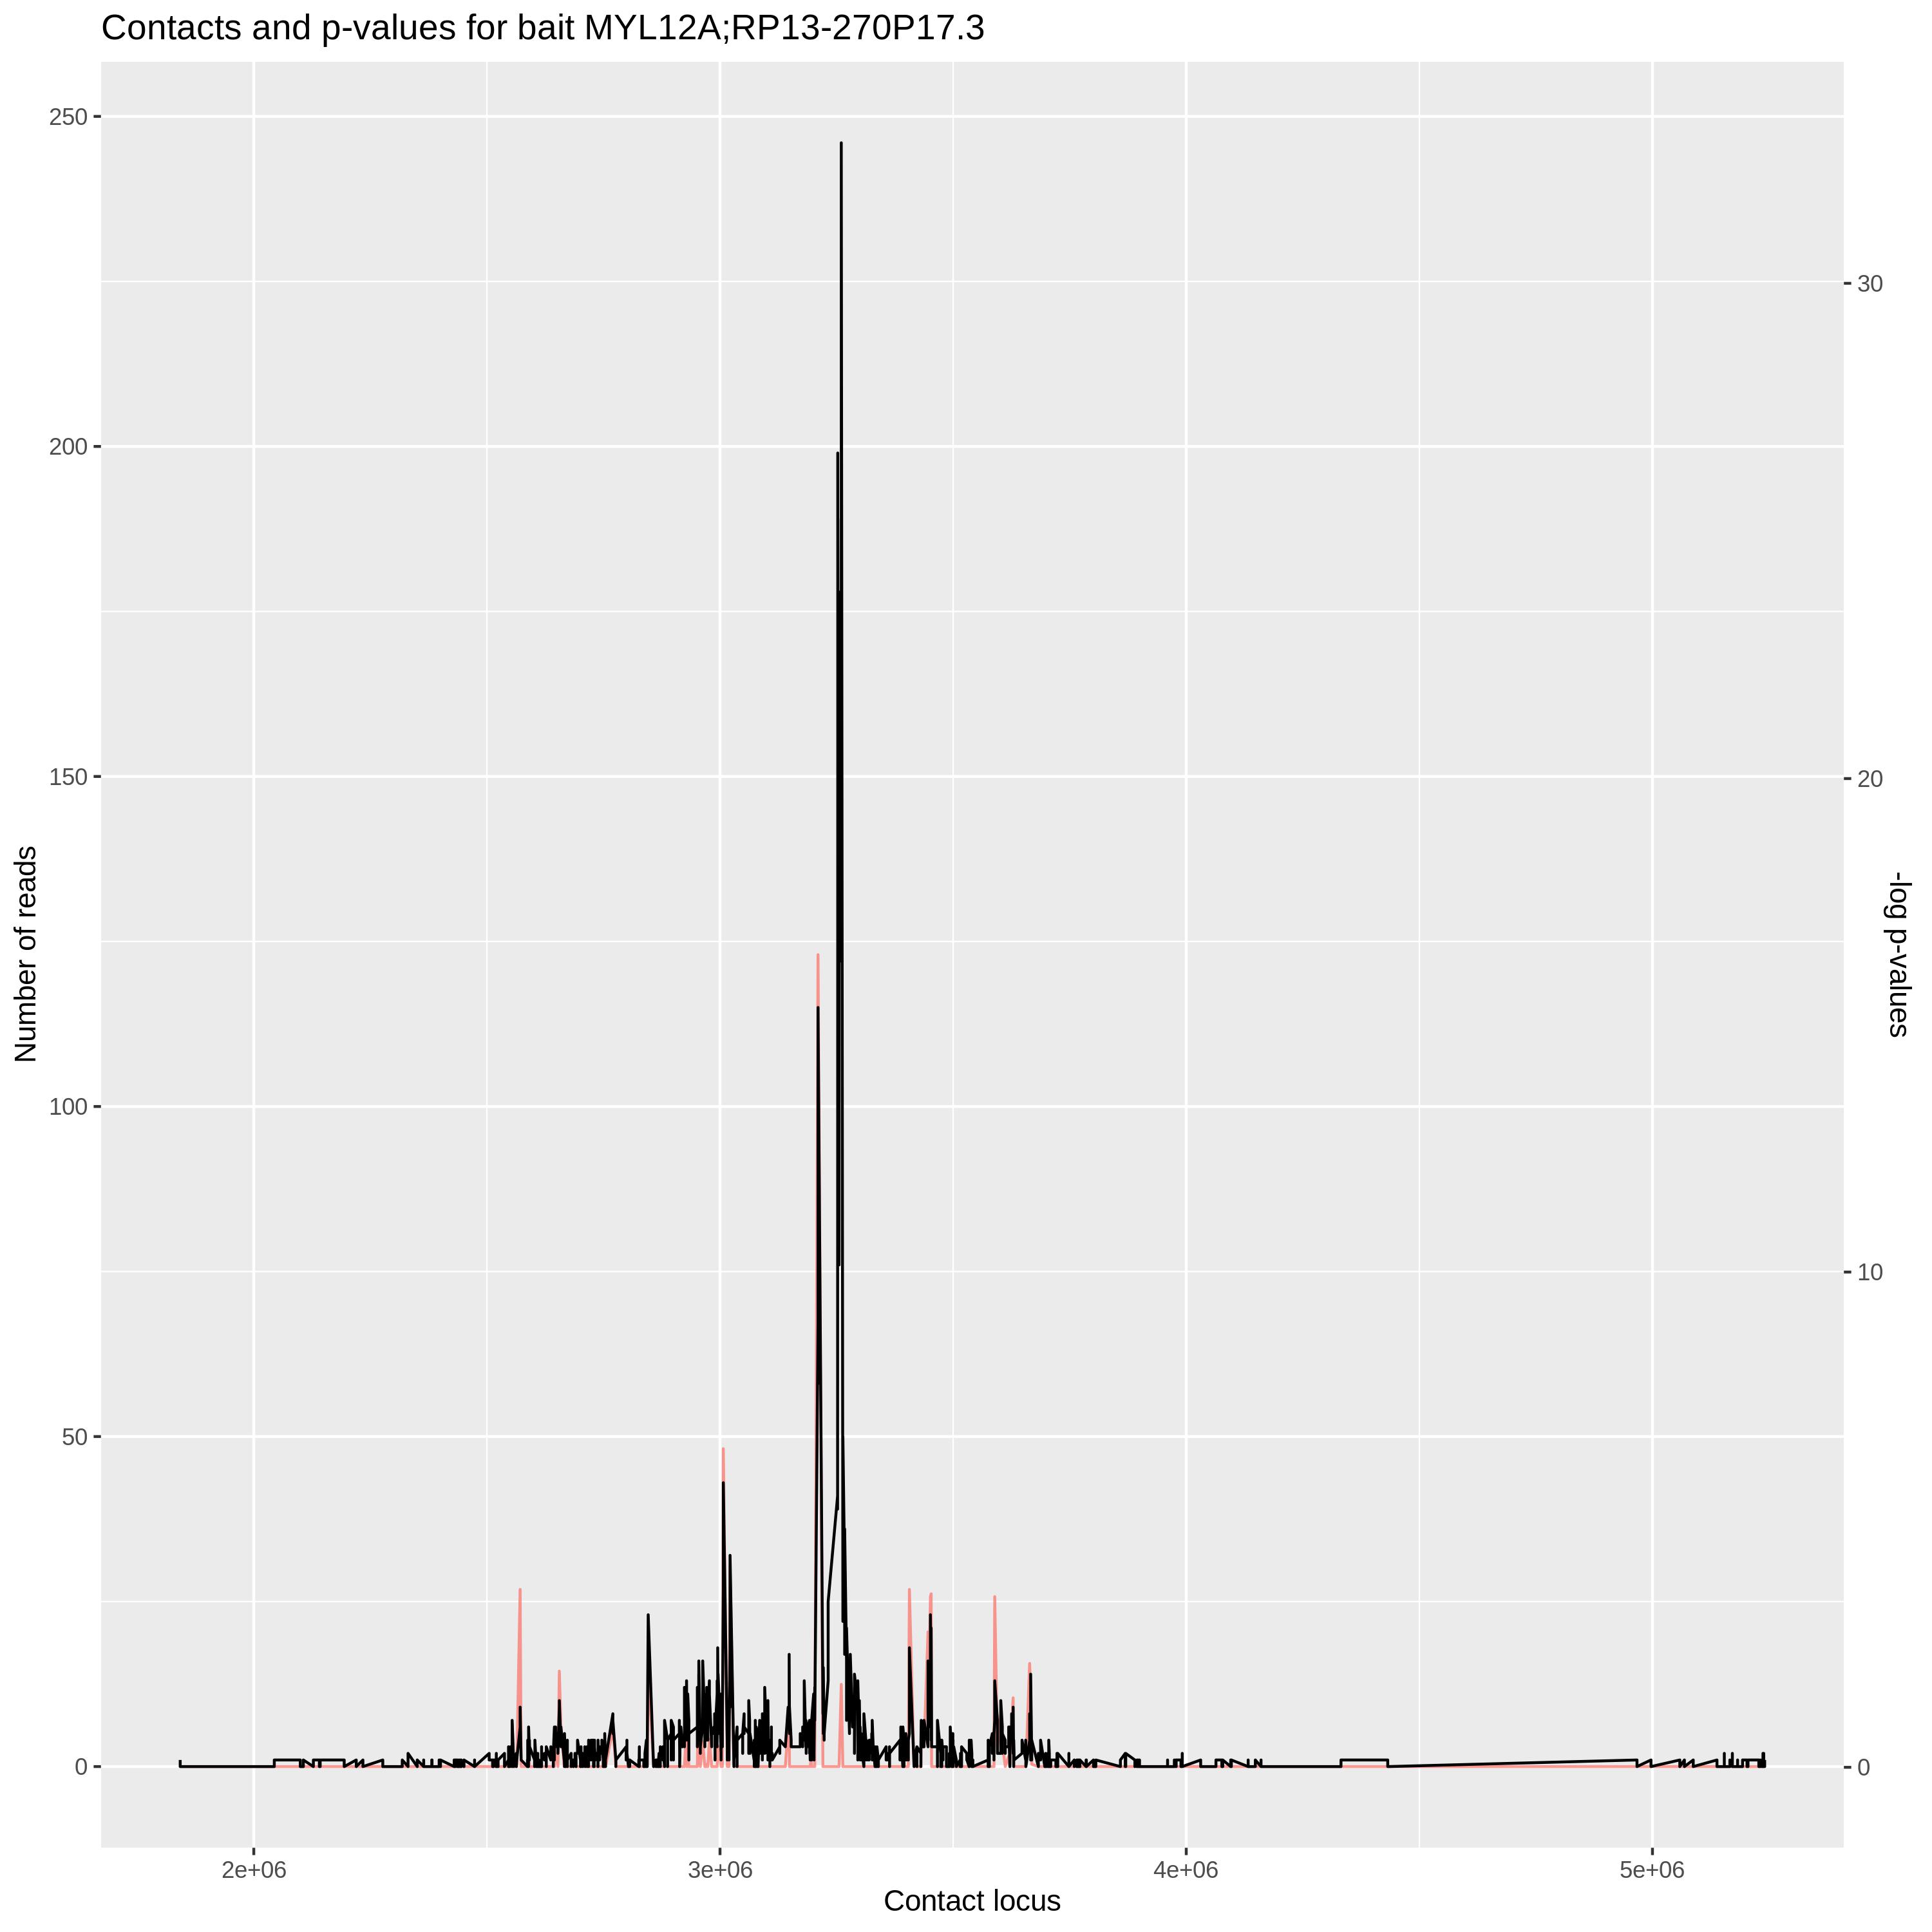 Contacts and p-values for bait MYL12A;RP13-270P17.3
250
200
150
100
50
0
30
20
10
0
Number of reads
-log p-values
2e+06
3e+06
4e+06
5e+06
Contact locus